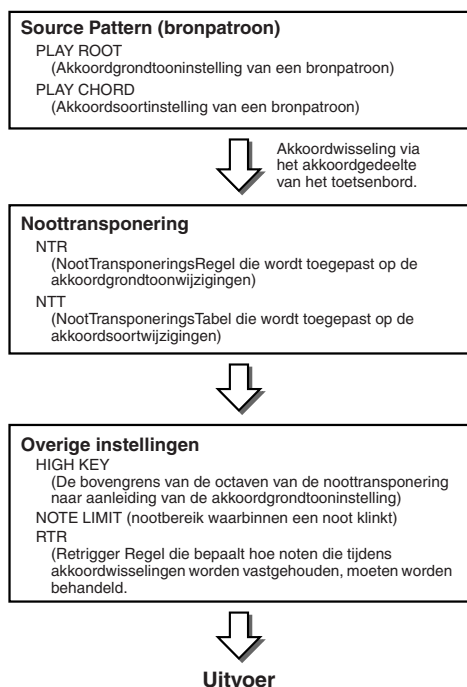 Source Pattern (bronpatroon)
PLAY ROOT
(Akkoordgrondtooninstelling van een bronpatroon)
PLAY CHORD
(Akkoordsoortinstelling van een bronpatroon)
Akkoordwisseling via
het akkoordgedeelte
van het toetsenbord.
Noottransponering
NTR
(NootTransponeringsRegel die wordt toegepast op de
akkoordgrondtoonwijzigingen)
NTT
(NootTransponeringsTabel die wordt toegepast op de
akkoordsoortwijzigingen)
Overige instellingen
HIGH KEY
(De bovengrens van de octaven van de noottransponering
naar aanleiding van de akkoordgrondtooninstelling)
NOTE LIMIT (nootbereik waarbinnen een noot klinkt)
RTR
(Retrigger Regel die bepaalt hoe noten die tijdens
akkoordwisselingen worden vastgehouden, moeten worden
behandeld.
Uitvoer